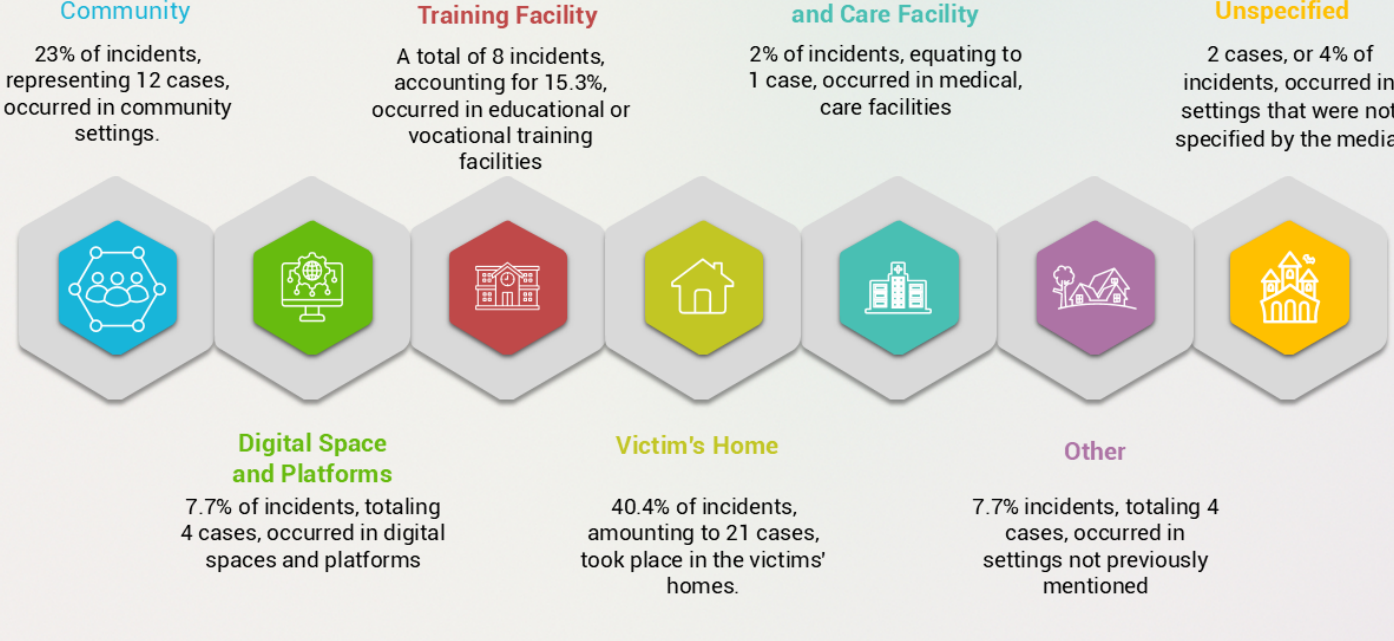 Community
23% of incidents,
representing 12 cases,
occurred in community
settings.
Training Facility
A total of 8 incidents,
accounting for 15.3%,
occurred in educational or
vocational training
facilities
and Care Facility
2% of incidents, equating to
1 case, occurred in medical,
care facilities
Unspecified
2 cases, or 4% of
incidents, occurred in
settings that were not
specified by the media
Digital Space
and Platforms
7.7% of incidents, totaling
4 cases, occurred in digital
spaces and platforms
Victim's Home
40.4% of incidents,
amounting to 21 cases,
took place in the victims'
homes.
Other
7.7% incidents, totaling 4
cases, occurred in
settings not previously
mentioned